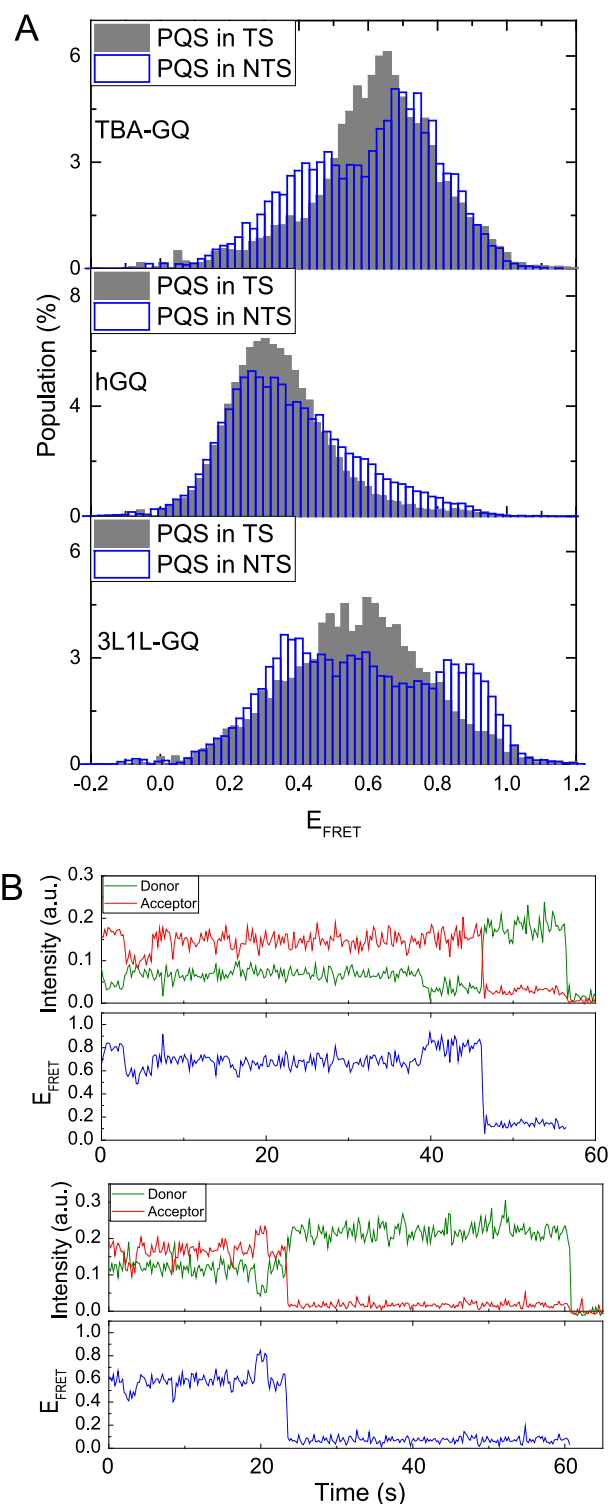 A
PQS in TS
PQS in NTS
6
TBA-GQ
3
0
PQS in TS
PQS in NTS
8
hGQ
4
0
Population (%)
PQS in TS
PQS in NTS
6
3L1L-GQ
3
0
-0.2 0.0 0.2 0.4 0.6 0.8 1.0 1.2
E_FRET
B
Donor
Acceptor
Intensity (a.u.)
0.3
0.2
0.1
0.0
E_FRET
1.0
0.8
0.6
0.4
0.2
0.0
0 20 40 60
Donor
Acceptor
Intensity (a.u.)
0.3
0.2
0.1
0.0
E_FRET
1.0
0.8
0.6
0.4
0.2
0.0
0 20 40 60
Time (s)